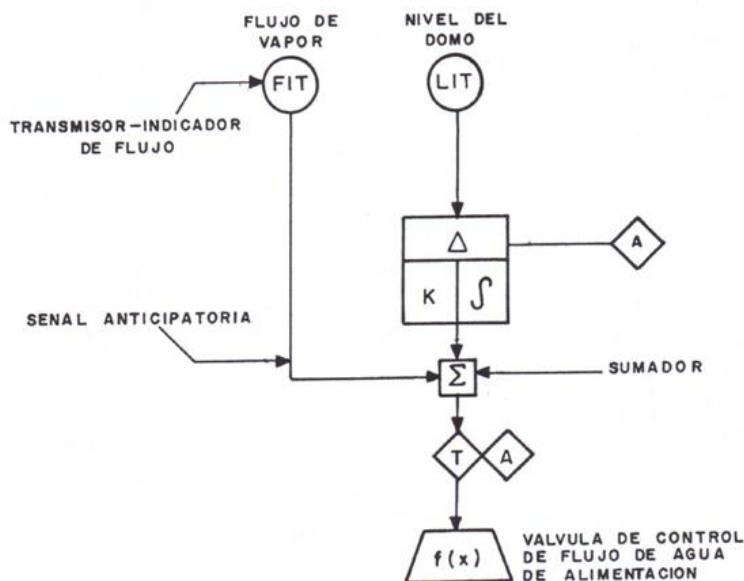 FLUJO DE
VAPOR
NIVEL DEL
DOMO
FIT
LIT
TRANSMISOR-INDICADOR
DE FLUJO
Δ
A
K
∫
SENAL ANTICIPATORIA
Σ
SUMADOR
T
A
f(x)
VALVULA DE CONTROL
DE FLUJO DE AGUA
DE ALIMENTACION